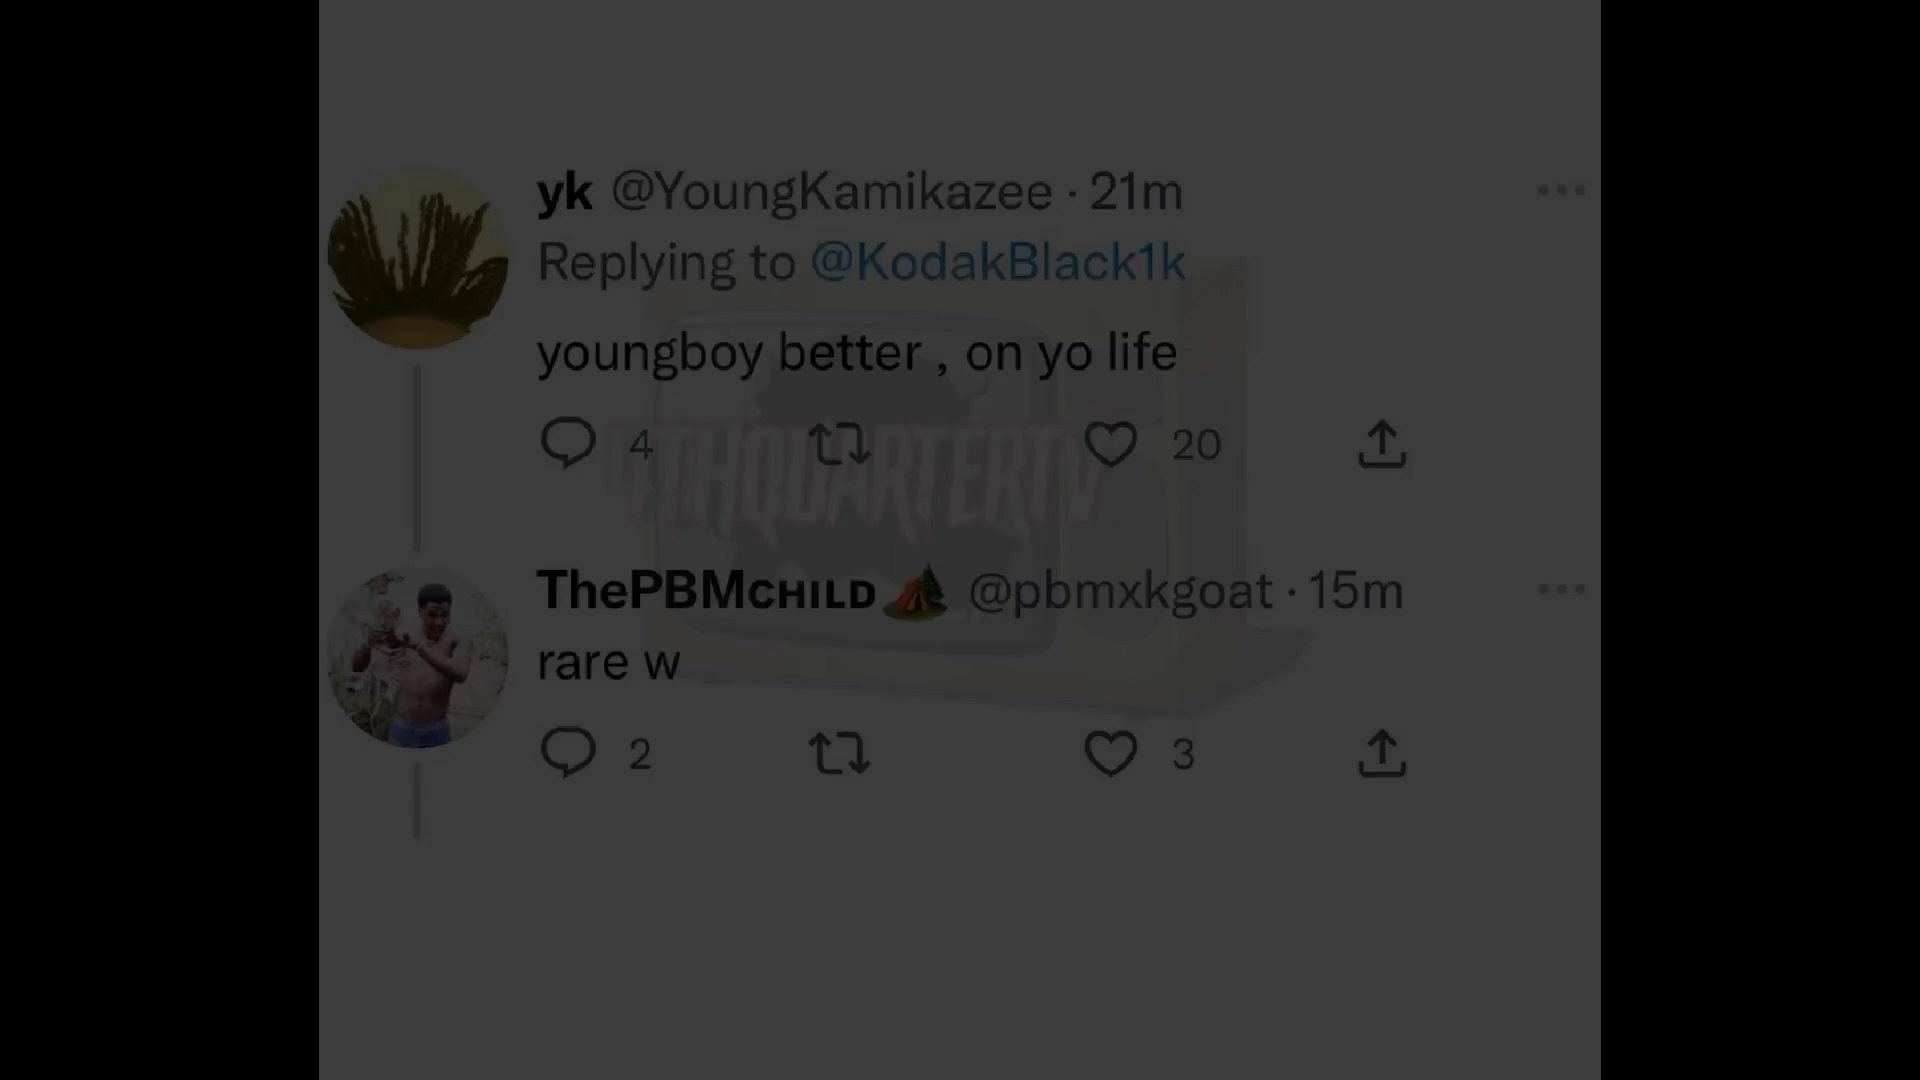 yk @YoungKamikazee · 21m
Replying to @KodakBlack1k
youngboy better , on yo life
4 20
4THQUARTERTV
ThePBMCHILD🏕️ @pbmxkgoat · 15m
rare w
2 3